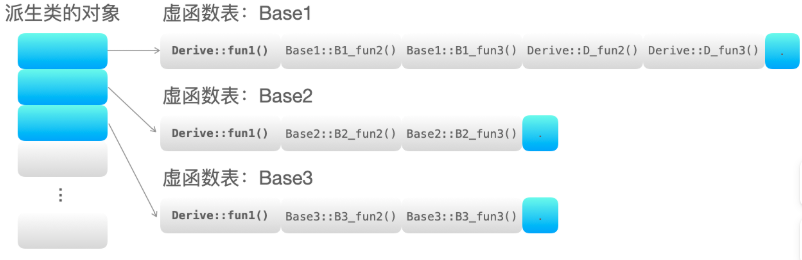 派生类的对象
虚函数表：Base1
Derive::fun1() Base1::B1_fun2() Base1::B1_fun3() Derive::D_fun2() Derive::D_fun3() .
虚函数表：Base2
Derive::fun1() Base2::B2_fun2() Base2::B2_fun3() .
虚函数表：Base3
Derive::fun1() Base3::B3_fun2() Base3::B3_fun3() .
⋮